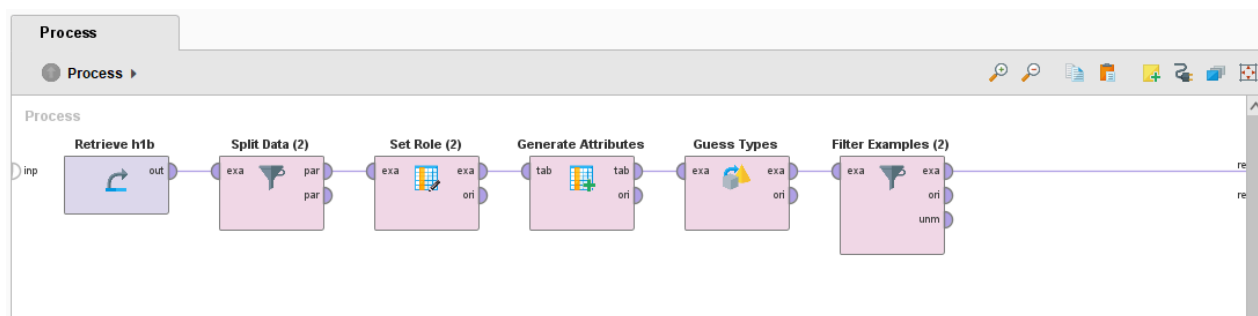 Process
Process
Process
Retrieve h1b
Split Data (2)
Set Role (2)
Generate Attributes
Guess Types
Filter Examples (2)
inp
out
exa
par
par
exa
exa
ori
tab
tab
ori
exa
exa
ori
exa
exa
ori
unm
re
re